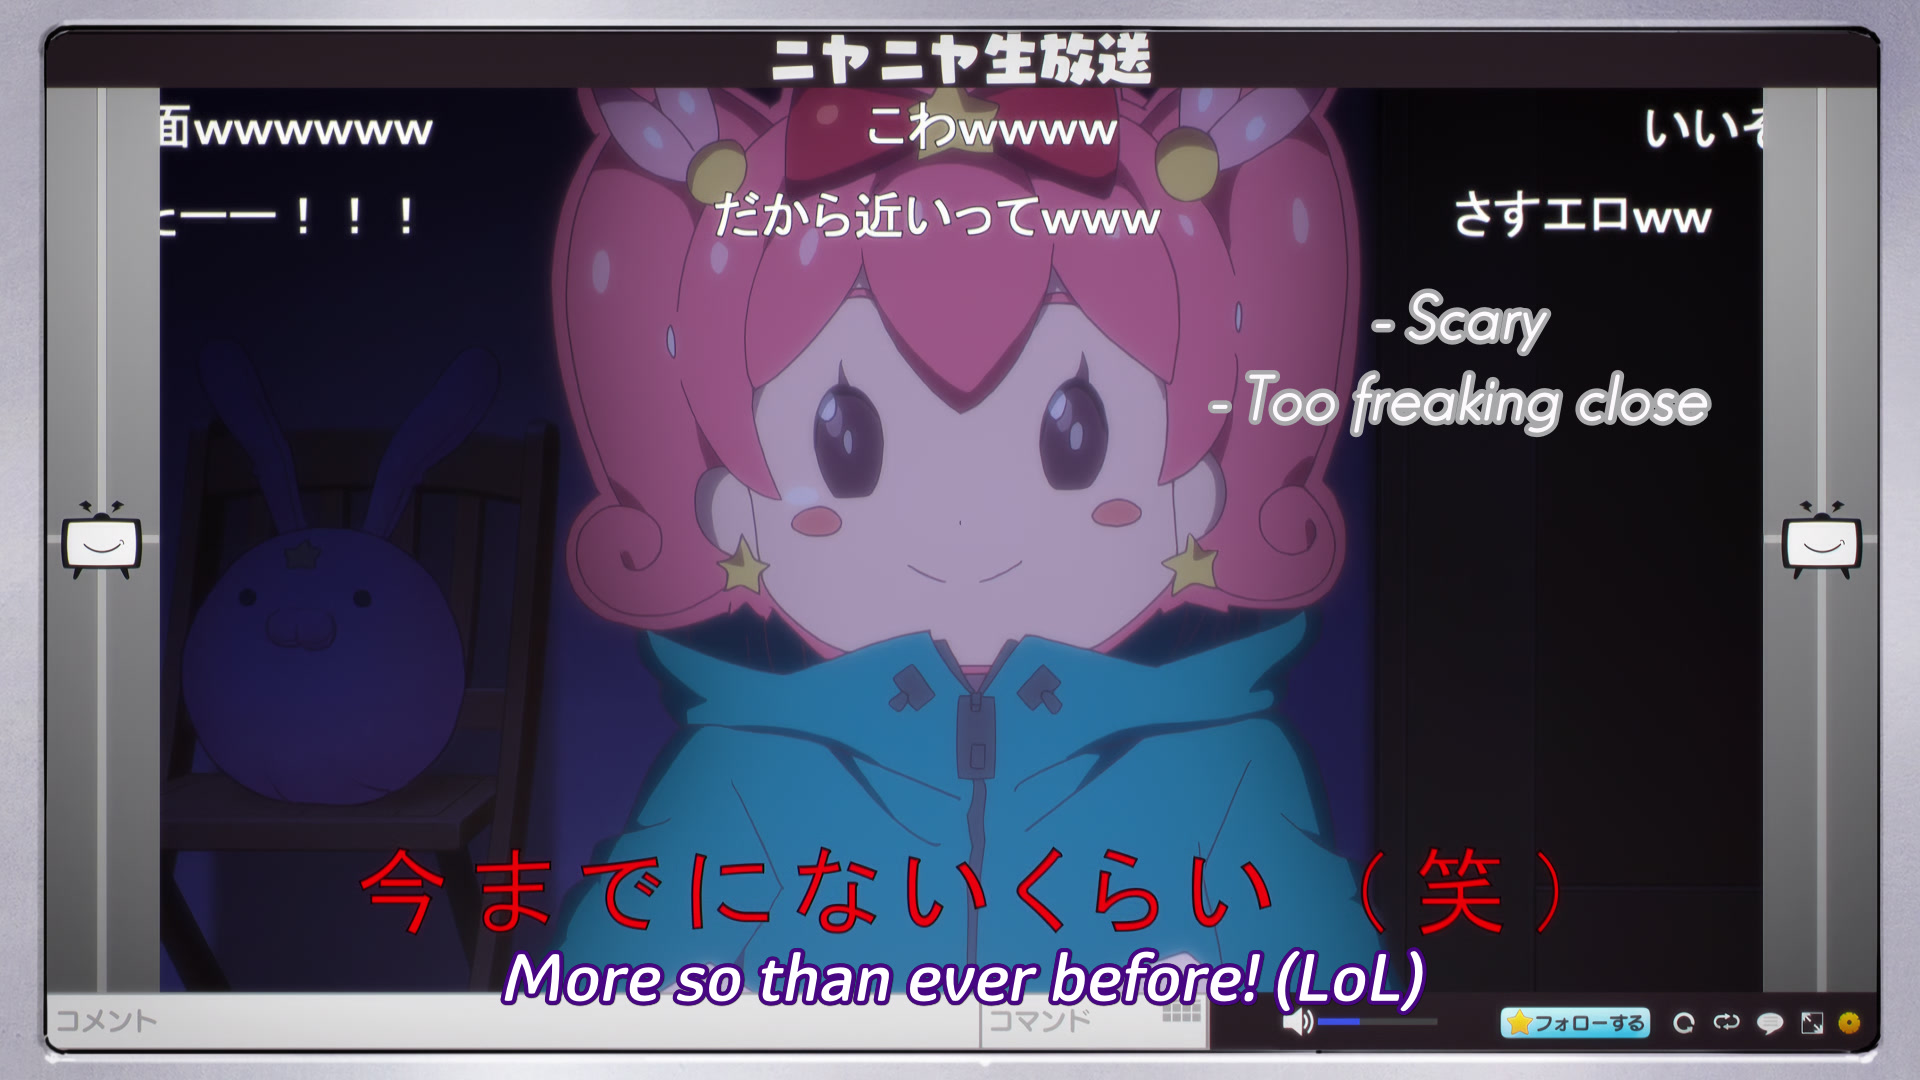 ニヤニヤ生放送
面wwwwww
こわwwww
いいぞ
たーー！！！
だから近いってwww
さすエロww
- Scary
- Too freaking close
今までにないくらい（笑）
More so than ever before! (LoL)
コメント
コマンド
フォローする